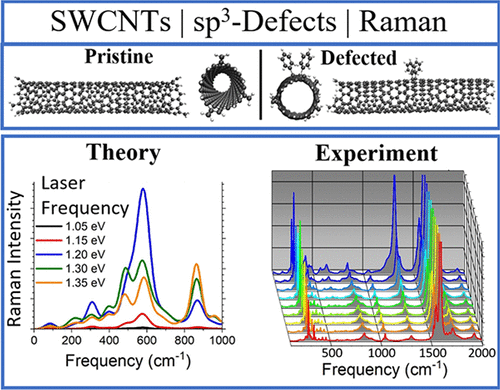 SWCNTs | sp³-Defects | Raman
Pristine
Defected
Theory
Laser
Frequency
1.05 eV
1.15 eV
1.20 eV
1.30 eV
1.35 eV
Raman Intensity
0 200 400 600 800 1000
Frequency (cm⁻¹)
Experiment
500 1000 1500 2000
Frequency (cm⁻¹)